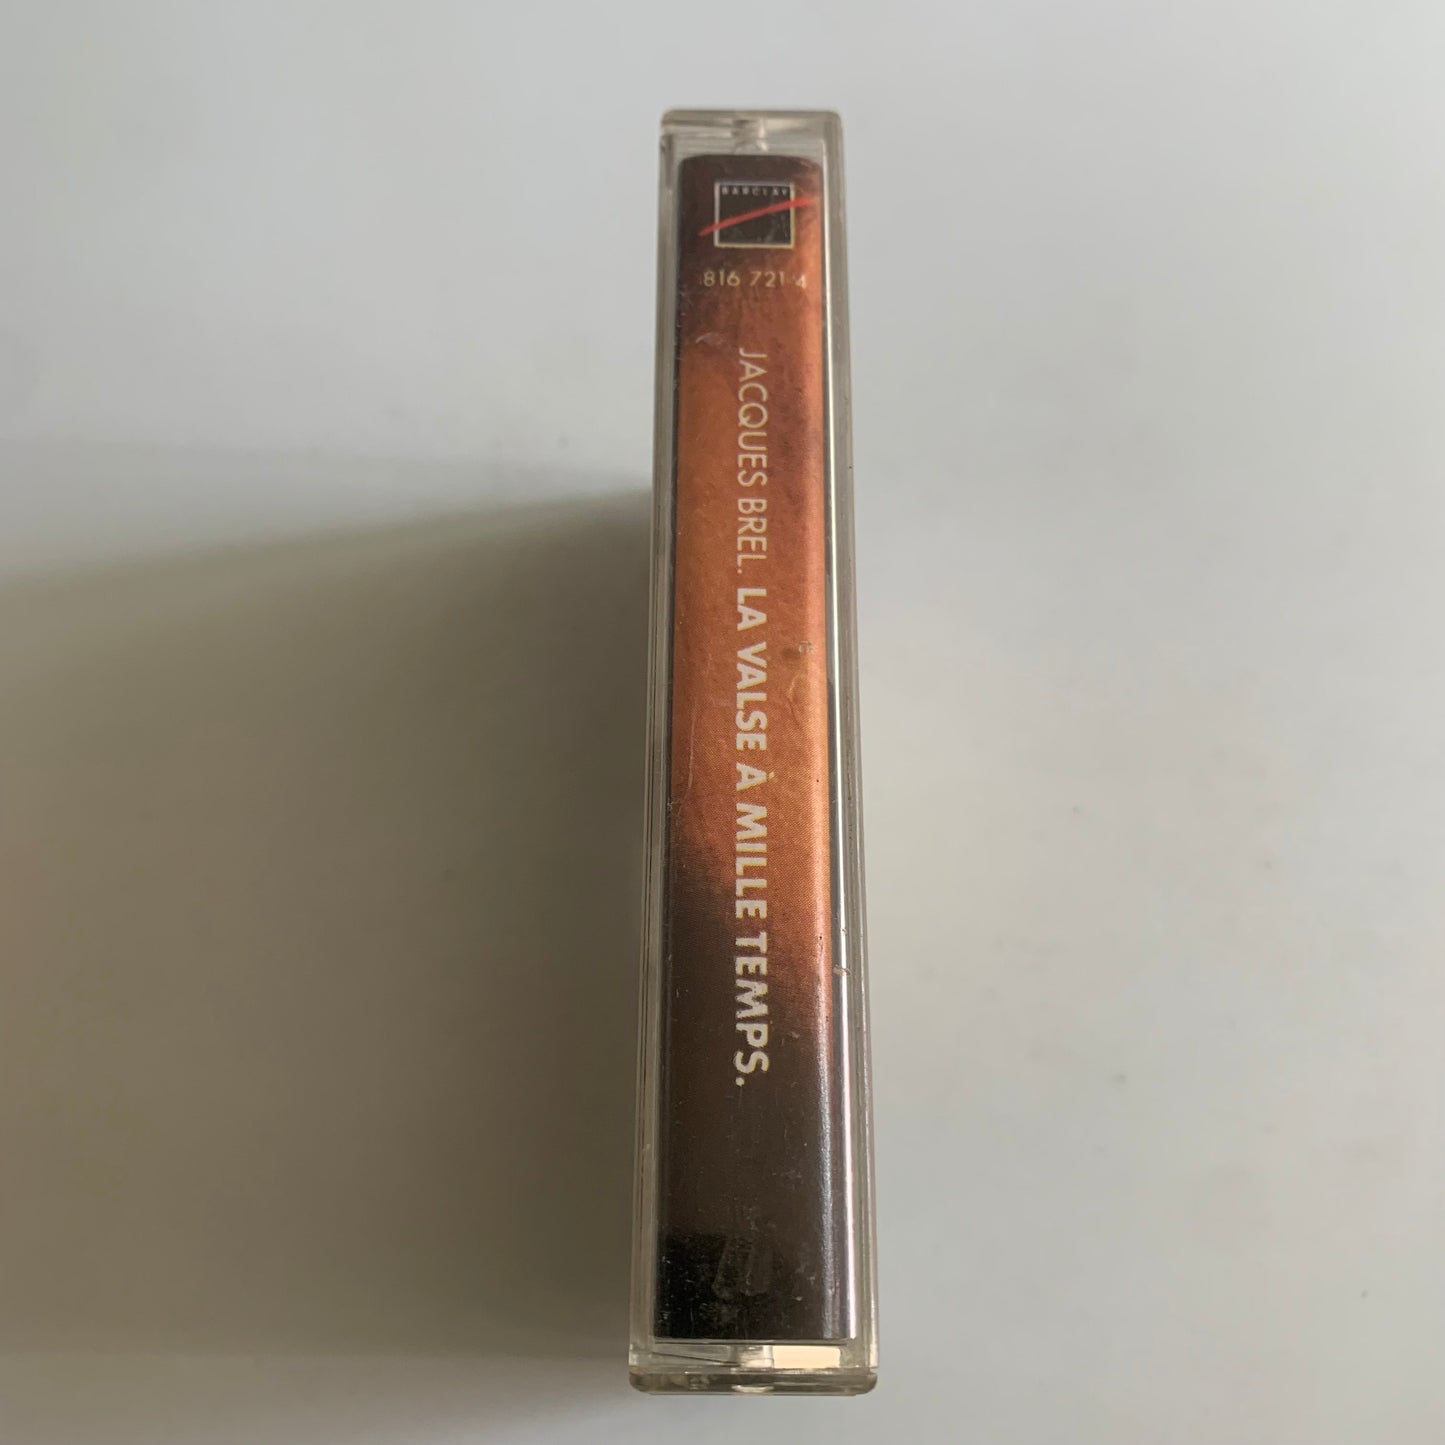 BARCLAY
816 721-4
JACQUES BREL. LA VALSE À MILLE TEMPS.